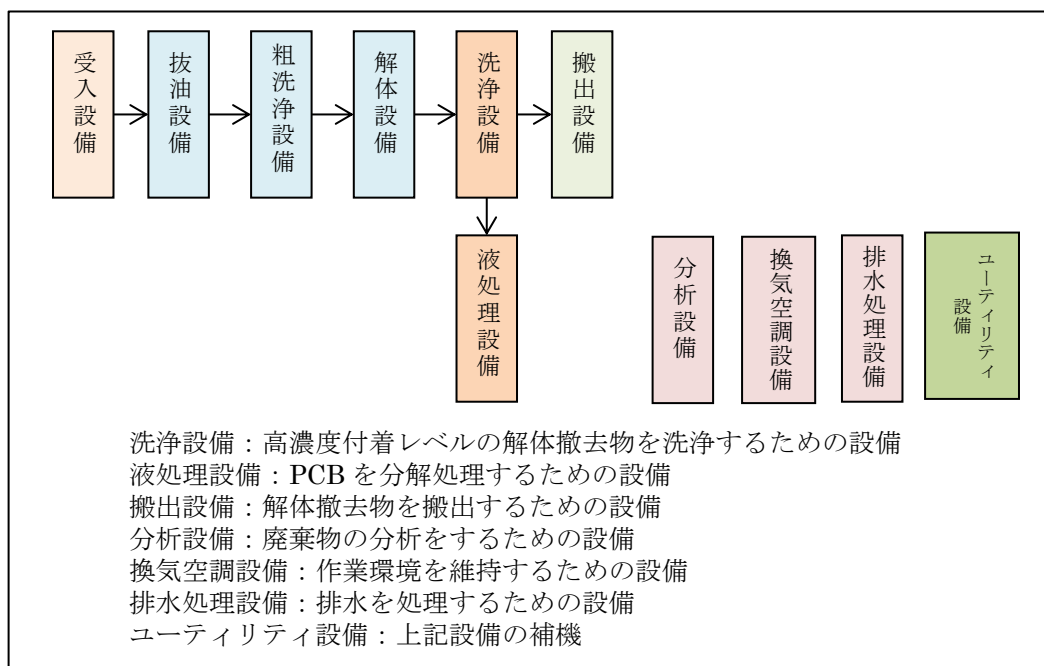 受入設備
抜油設備
粗洗浄設備
解体設備
洗浄設備
搬出設備
液処理設備
分析設備
換気空調設備
排水処理設備
ユーティリティ
設備
洗浄設備：高濃度付着レベルの解体撤去物を洗浄するための設備
液処理設備：PCB を分解処理するための設備
搬出設備：解体撤去物を搬出するための設備
分析設備：廃棄物の分析をするための設備
換気空調設備：作業環境を維持するための設備
排水処理設備：排水を処理するための設備
ユーティリティ設備：上記設備の補機